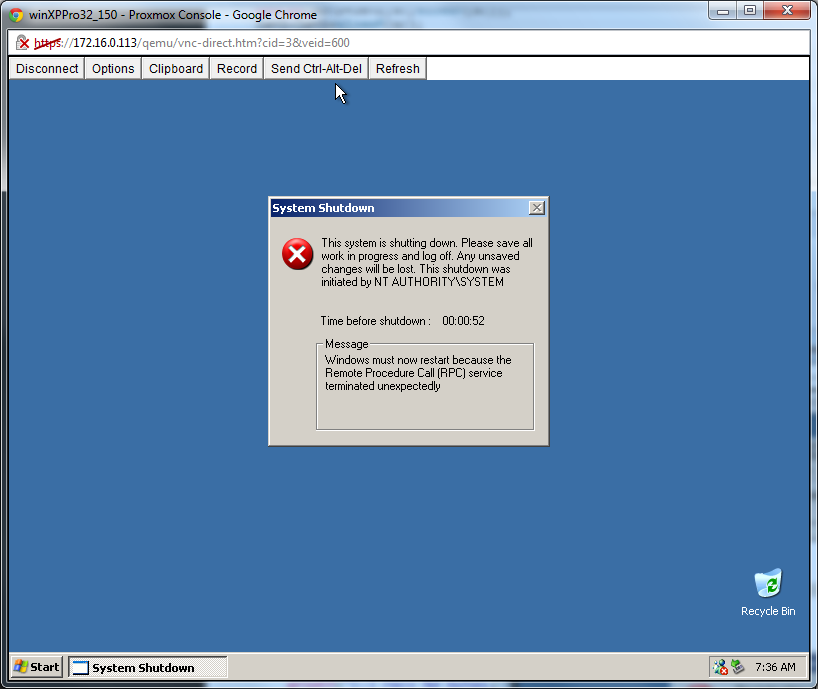 winXPPro32_150 - Proxmox Console - Google Chrome
https://172.16.0.113/qemu/vnc-direct.htm?cid=3&veid=600
Disconnect Options Clipboard Record Send Ctrl-Alt-Del Refresh
System Shutdown
This system is shutting down. Please save all
work in progress and log off. Any unsaved
changes will be lost. This shutdown was
initiated by NT AUTHORITY\SYSTEM
Time before shutdown : 00:00:52
Message
Windows must now restart because the
Remote Procedure Call (RPC) service
terminated unexpectedly
Recycle Bin
Start System Shutdown 7:36 AM